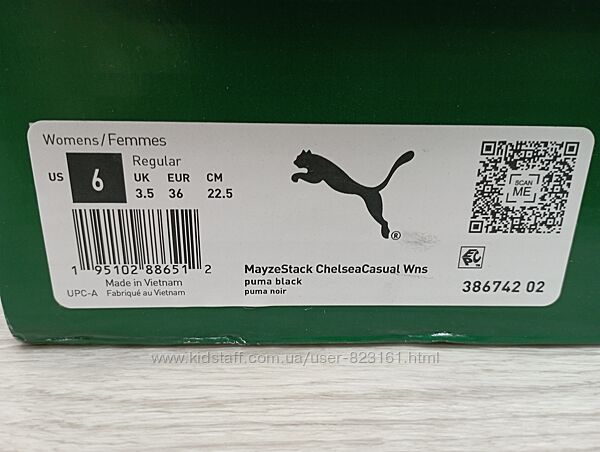 Womens/Femmes
Regular
US 6 UK EUR CM
3.5 36 22.5
1 95102 88651 2
UPC-A
Made in Vietnam
Fabriqué au Vietnam
®
MayzeStack ChelseaCasual Wns
puma black
puma noir
SCAN
ME
386742 02
www.kidstaff.com.ua/user-823161.html